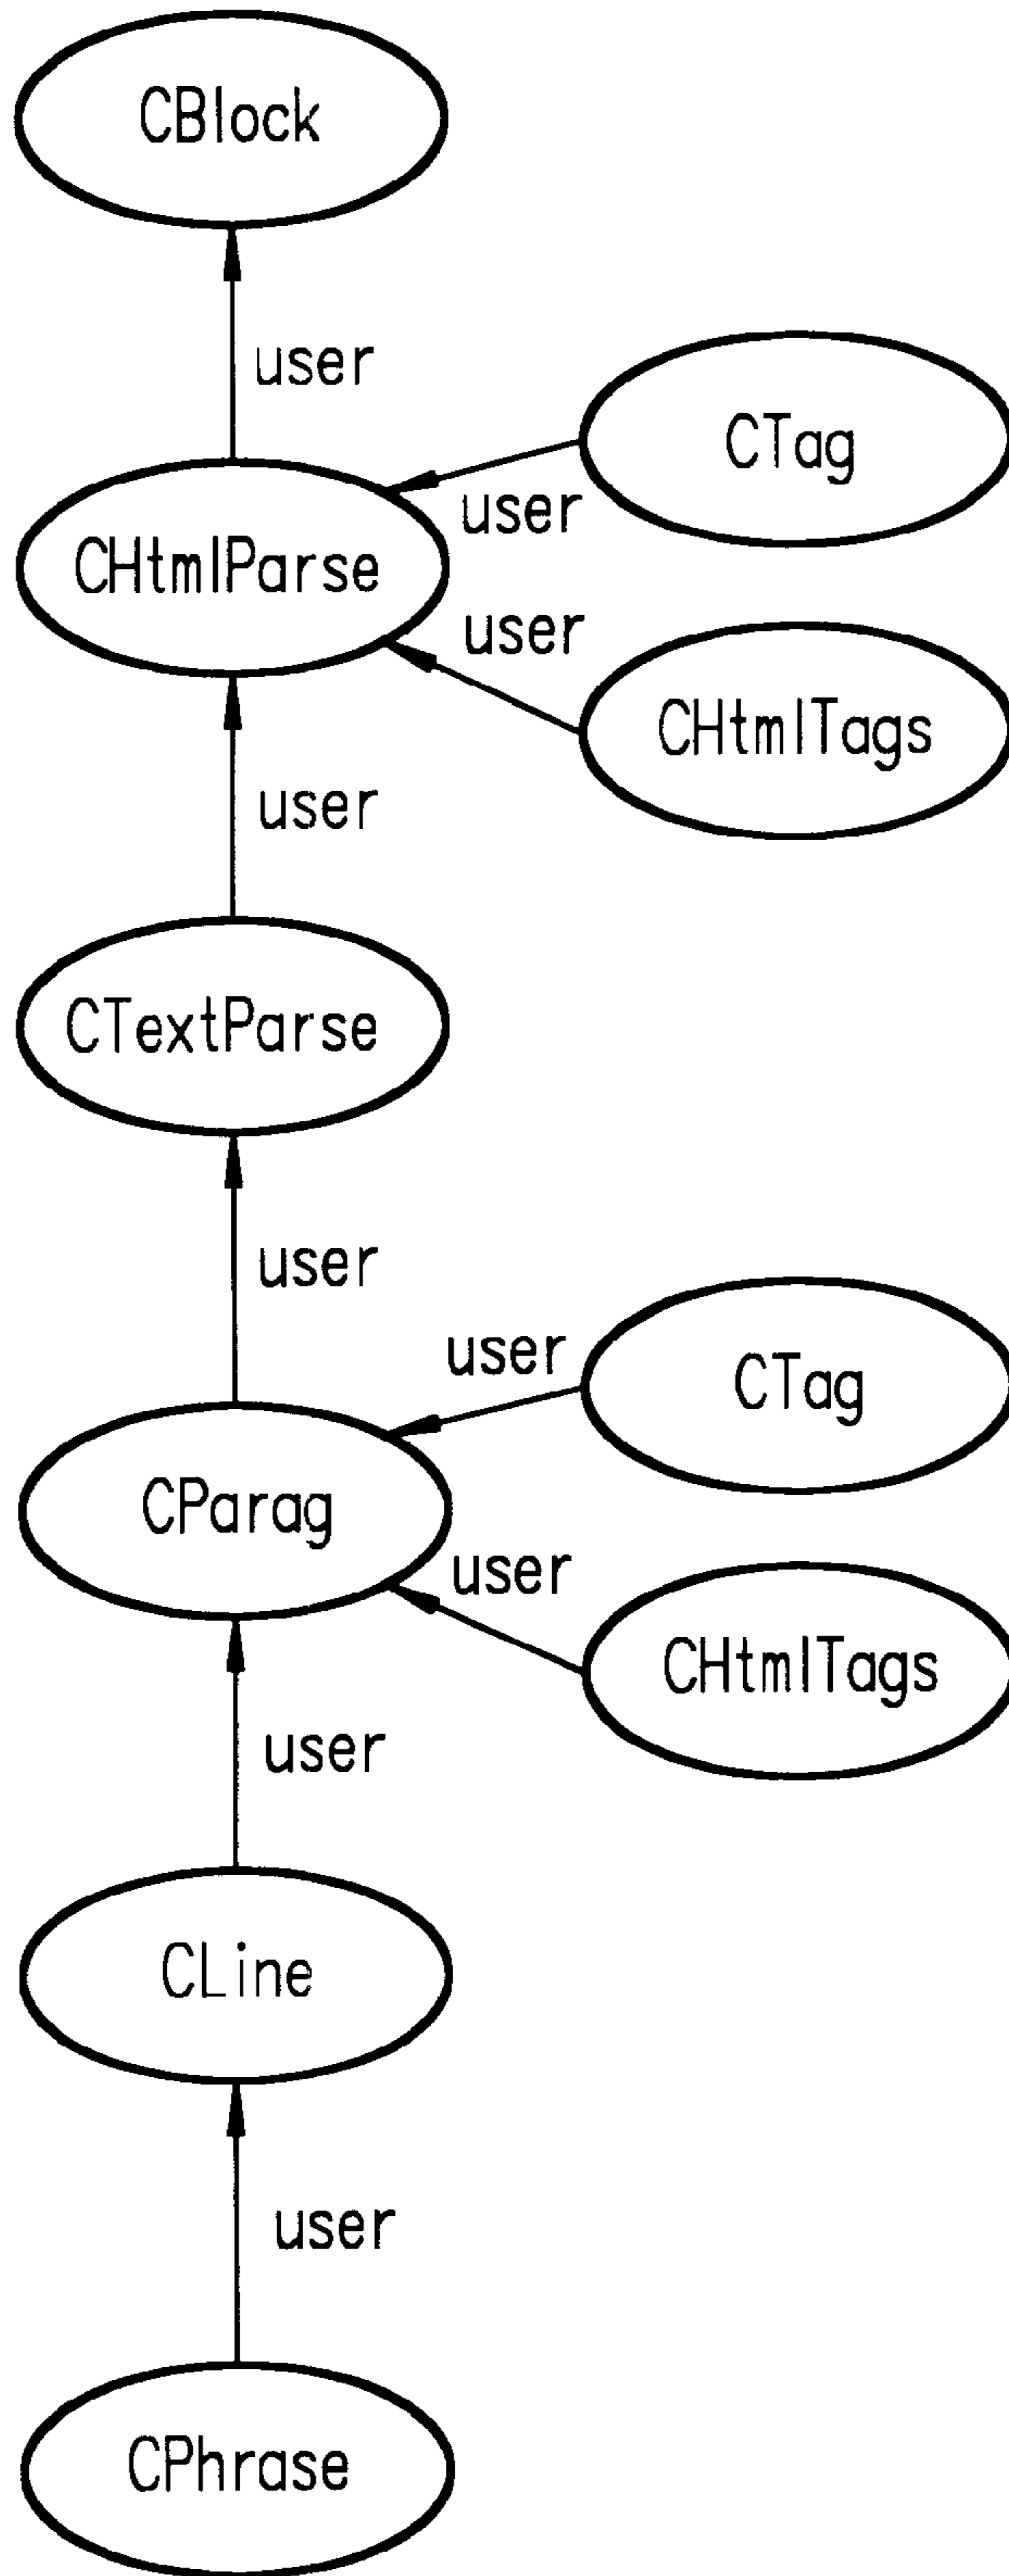 CBlock
user
CTag
user
CHtmlParse
user
CHtmlTags
user
CTextParse
user
user
CTag
CParag
user
CHtmlTags
user
CLine
user
CPhrase